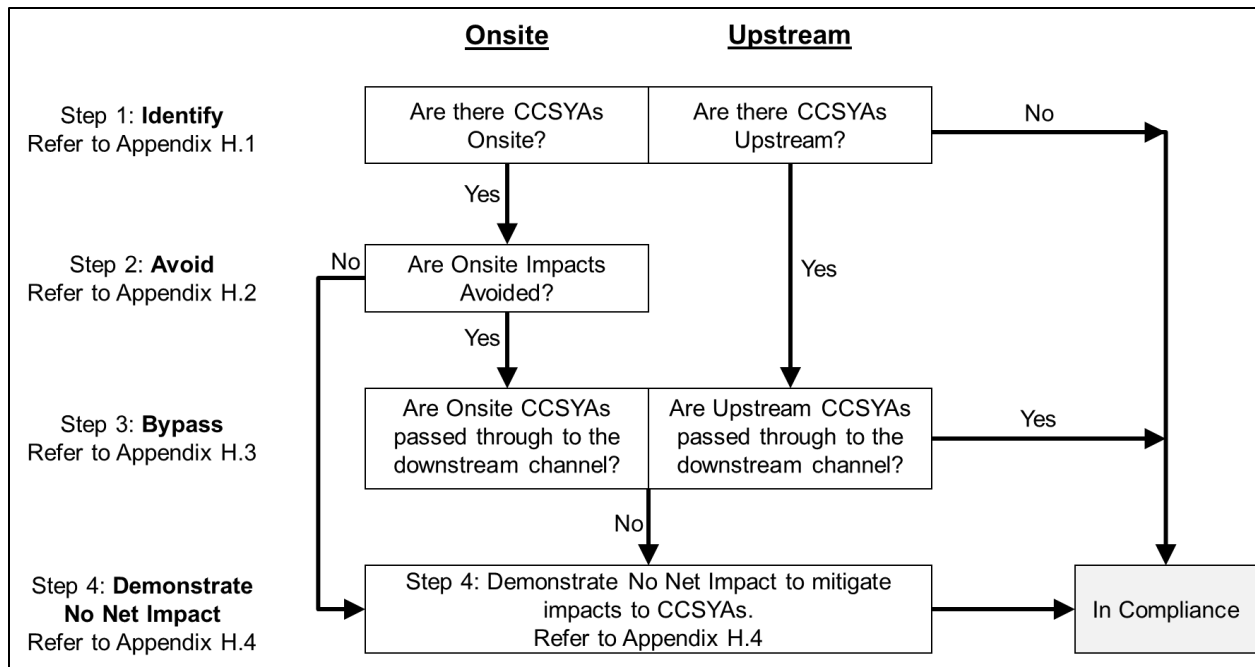 Onsite
Upstream
Step 1: Identify
Refer to Appendix H.1
Are there CCSYAs
Onsite?
Are there CCSYAs
Upstream?
No
Yes
Step 2: Avoid
Refer to Appendix H.2
No
Are Onsite Impacts
Avoided?
Yes
Yes
Step 3: Bypass
Refer to Appendix H.3
Are Onsite CCSYAs
passed through to the
downstream channel?
Are Upstream CCSYAs
passed through to the
downstream channel?
Yes
No
Step 4: Demonstrate
No Net Impact
Refer to Appendix H.4
Step 4: Demonstrate No Net Impact to mitigate
impacts to CCSYAs.
Refer to Appendix H.4
In Compliance